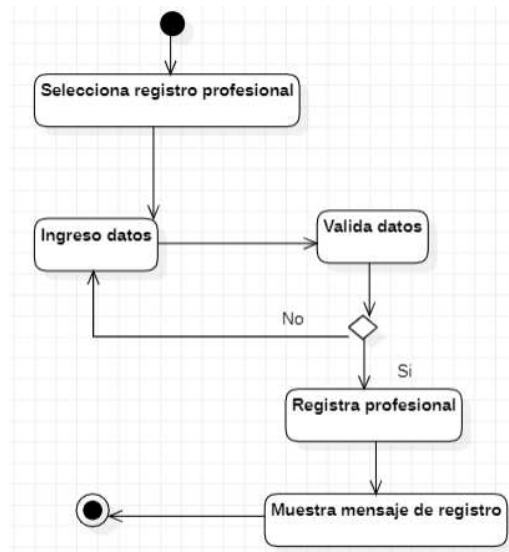 Selecciona registro profesional
Ingreso datos
Valida datos
No
Si
Registra profesional
Muestra mensaje de registro